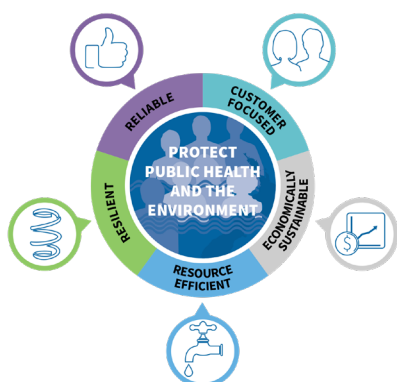 RELIABLE
CUSTOMER
FOCUSED
PROTECT
PUBLIC HEALTH
AND THE
ENVIRONMENT
RESILIENT
ECONOMICALLY
SUSTAINABLE
$
RESOURCE
EFFICIENT